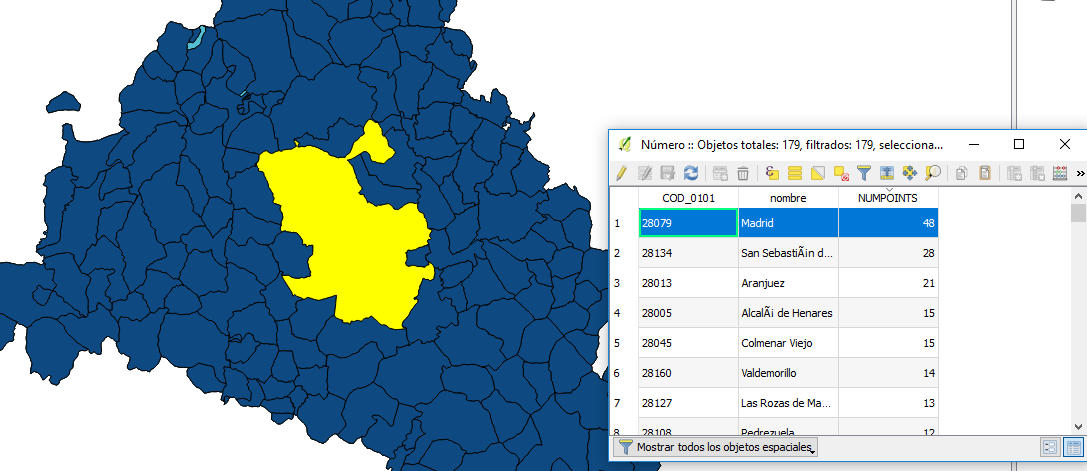 Número :: Objetos totales: 179, filtrados: 179, selecciona...
COD_0101 nombre NUMPOINTS
1 28079 Madrid 48
2 28134 San SebastiÃ¡n d... 28
3 28013 Aranjuez 21
4 28005 AlcalÃ¡ de Henares 15
5 28045 Colmenar Viejo 15
6 28160 Valdemorillo 14
7 28127 Las Rozas de Ma... 13
8 28108 Pedrezuela 12
Mostrar todos los objetos espaciales